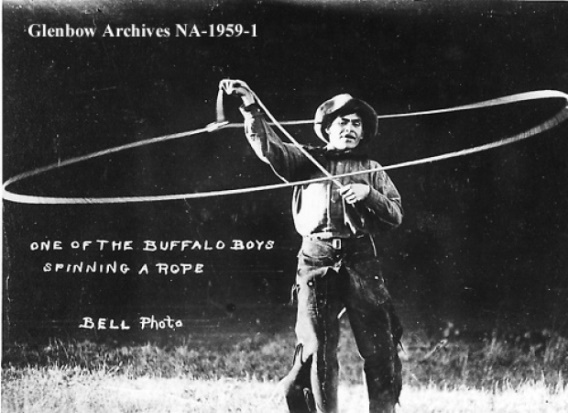 Glenbow Archives NA-1959-1
ONE OF THE BUFFALO BOYS
SPINNING A ROPE
BELL Photo